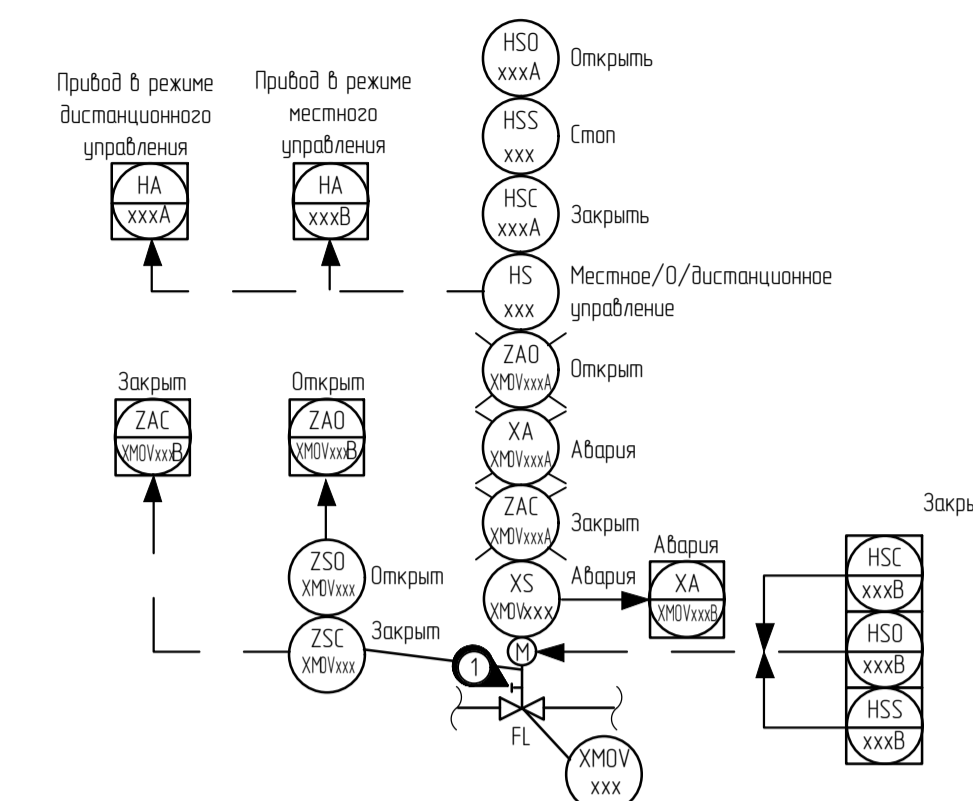 HSO
xxxA
Открыть
Привод в режиме
дистанционного
управления
Привод в режиме
местного
управления
HSS
xxx
Стоп
HA
xxxA
HA
xxxB
HSC
xxxA
Закрыть
HS
xxx
Местное/О/дистанционное
управление
ZAO
XMOVxxxA
Открыт
Закрыт
ZAC
XMOVxxxB
Открыт
ZAO
XMOVxxxB
XA
XMOVxxxA
Авария
ZAC
XMOVxxxA
Закрыт
ZSO
XMOVxxx
Открыт
ZSC
XMOVxxx
Закрыт
XS
XMOVxxx
Авария
Авария
XA
XMOVxxxB
Закры
HSC
xxxB
HSO
xxxB
HSS
xxxB
M
1
FL
XMOV
xxx